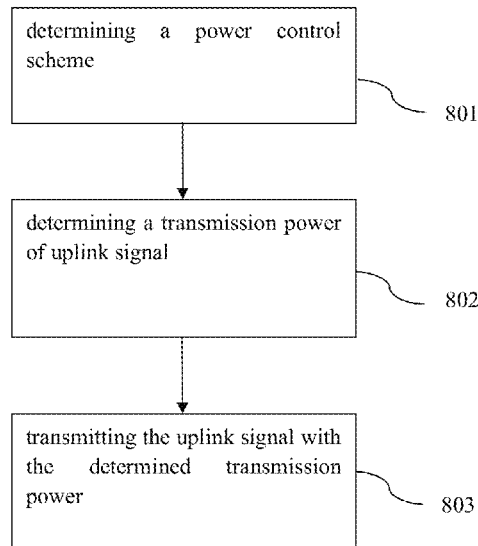 determining a power control
scheme
801
determining a transmission power
of uplink signal
802
transmitting the uplink signal with
the determined transmission
power
803